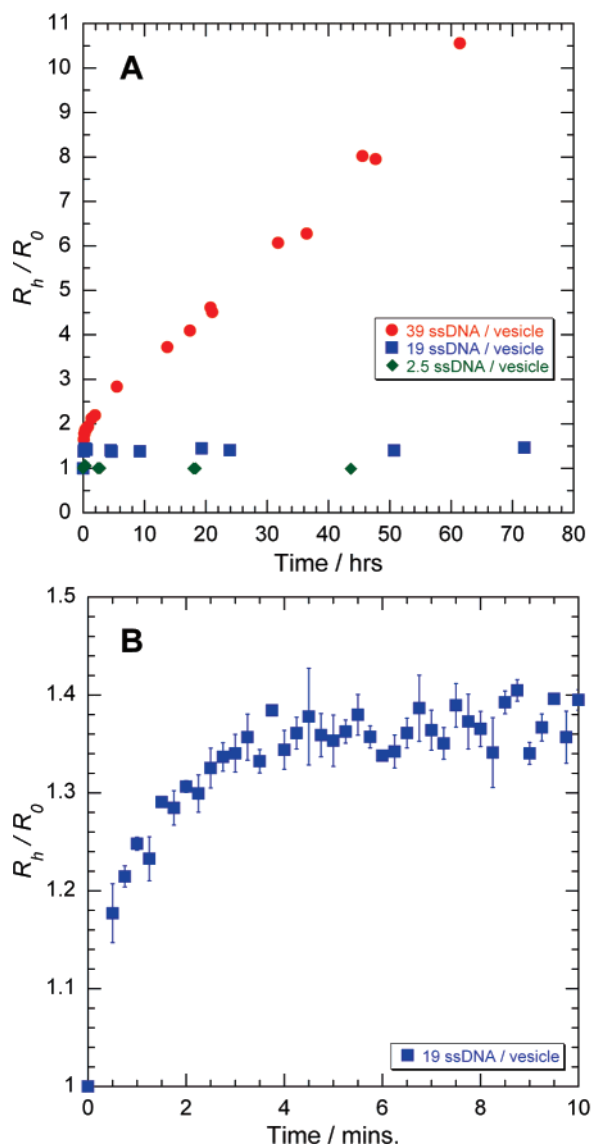 11
10
9
8
7
6
5
4
3
2
1
0
A
R_h / R_0
39 ssDNA / vesicle
19 ssDNA / vesicle
2.5 ssDNA / vesicle
0 10 20 30 40 50 60 70 80
Time / hrs
1.5
1.4
1.3
1.2
1.1
1
B
R_h / R_0
19 ssDNA / vesicle
0 2 4 6 8 10
Time / mins.